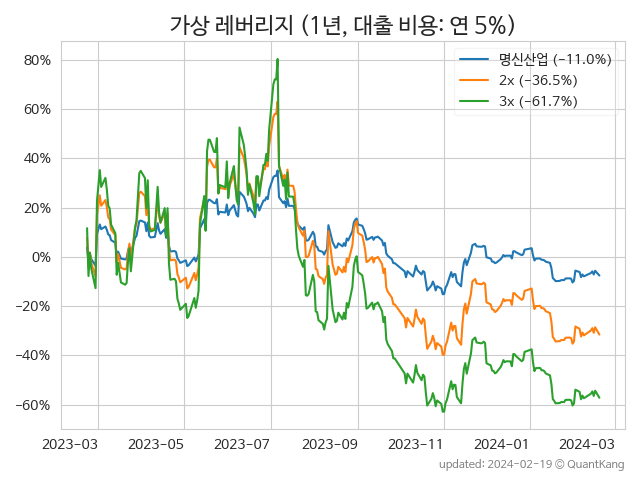 가상 레버리지 (1년, 대출 비용: 연 5%)
명신산업 (-11.0%)
2x (-36.5%)
3x (-61.7%)
80%
60%
40%
20%
0%
-20%
-40%
-60%
2023-03 2023-05 2023-07 2023-09 2023-11 2024-01 2024-03
updated: 2024-02-19 © QuantKang